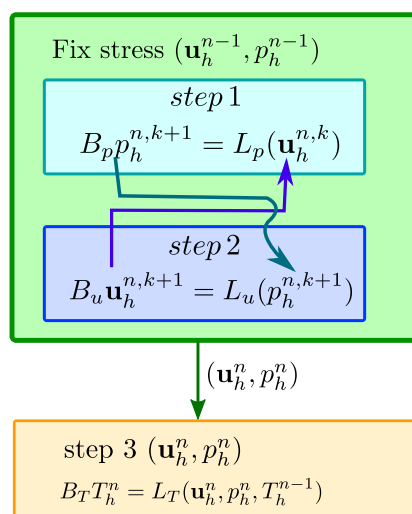 Fix stress $(\mathbf{u}_h^{n-1}, p_h^{n-1})$
step 1
$B_p p_h^{n,k+1} = L_p(\mathbf{u}_h^{n,k})$
step 2
$B_u \mathbf{u}_h^{n,k+1} = L_u(p_h^{n,k+1})$
$(\mathbf{u}_h^n, p_h^n)$
step 3 $(\mathbf{u}_h^n, p_h^n)$
$B_T T_h^n = L_T(\mathbf{u}_h^n, p_h^n, T_h^{n-1})$